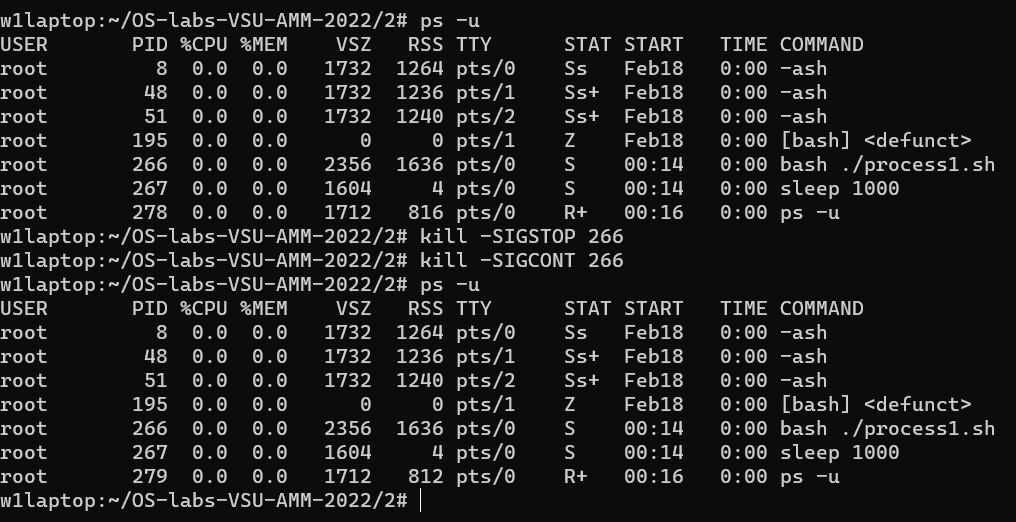 w1laptop:~/OS-labs-VSU-AMM-2022/2# ps -u
USER       PID %CPU %MEM    VSZ   RSS TTY      STAT START   TIME COMMAND
root         8  0.0  0.0   1732  1264 pts/0    Ss   Feb18   0:00 -ash
root        48  0.0  0.0   1732  1236 pts/1    Ss+  Feb18   0:00 -ash
root        51  0.0  0.0   1732  1240 pts/2    Ss+  Feb18   0:00 -ash
root       195  0.0  0.0      0     0 pts/1    Z    Feb18   0:00 [bash] <defunct>
root       266  0.0  0.0   2356  1636 pts/0    S    00:14   0:00 bash ./process1.sh
root       267  0.0  0.0   1604     4 pts/0    S    00:14   0:00 sleep 1000
root       278  0.0  0.0   1712   816 pts/0    R+   00:16   0:00 ps -u
w1laptop:~/OS-labs-VSU-AMM-2022/2# kill -SIGSTOP 266
w1laptop:~/OS-labs-VSU-AMM-2022/2# kill -SIGCONT 266
w1laptop:~/OS-labs-VSU-AMM-2022/2# ps -u
USER       PID %CPU %MEM    VSZ   RSS TTY      STAT START   TIME COMMAND
root         8  0.0  0.0   1732  1264 pts/0    Ss   Feb18   0:00 -ash
root        48  0.0  0.0   1732  1236 pts/1    Ss+  Feb18   0:00 -ash
root        51  0.0  0.0   1732  1240 pts/2    Ss+  Feb18   0:00 -ash
root       195  0.0  0.0      0     0 pts/1    Z    Feb18   0:00 [bash] <defunct>
root       266  0.0  0.0   2356  1636 pts/0    S    00:14   0:00 bash ./process1.sh
root       267  0.0  0.0   1604     4 pts/0    S    00:14   0:00 sleep 1000
root       279  0.0  0.0   1712   812 pts/0    R+   00:16   0:00 ps -u
w1laptop:~/OS-labs-VSU-AMM-2022/2#